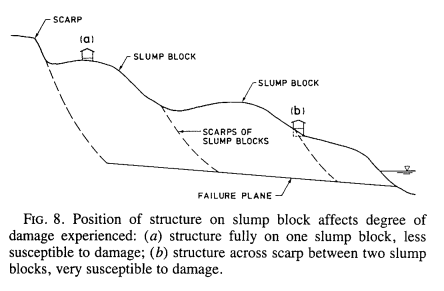 SCARP
(a)
SLUMP BLOCK
SLUMP BLOCK
(b)
SCARPS OF
SLUMP BLOCKS
FAILURE PLANE
FIG. 8. Position of structure on slump block affects degree of
damage experienced: (a) structure fully on one slump block, less
susceptible to damage; (b) structure across scarp between two slump
blocks, very susceptible to damage.